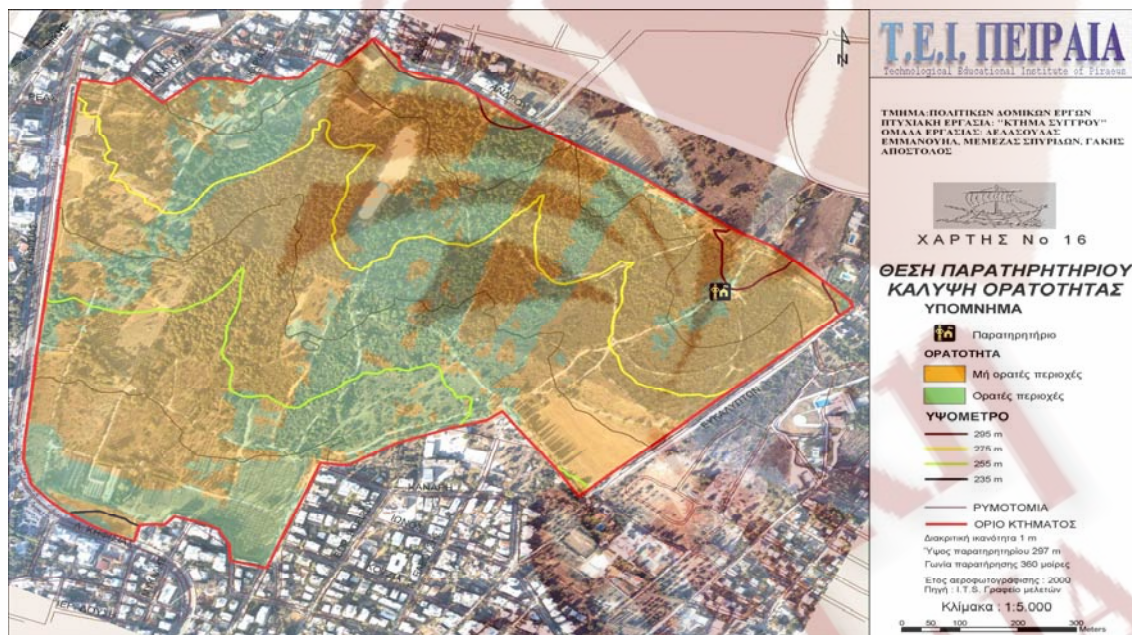 Τ.Ε.Ι. ΠΕΙΡΑΙΑ
Technological Educational Institute of Piraeus
ΤΜΗΜΑ:ΠΟΛΙΤΙΚΩΝ ΔΟΜΙΚΩΝ ΕΡΓΩΝ
ΠΤΥΧΙΑΚΗ ΕΡΓΑΣΙΑ: "ΚΤΗΜΑ ΣΥΓΓΡΟΥ"
ΟΜΑΔΑ ΕΡΓΑΣΙΑΣ: ΔΕΛΑΣΟΥΔΑΣ
ΕΜΜΑΝΟΥΗΛ, ΜΕΜΕΖΑΣ ΣΠΥΡΙΔΩΝ, ΓΑΚΗΣ
ΑΠΟΣΤΟΛΟΣ
ΧΑΡΤΗΣ Νο 16
ΘΕΣΗ ΠΑΡΑΤΗΡΗΤΗΡΙΟΥ
ΚΑΛΥΨΗ ΟΡΑΤΟΤΗΤΑΣ
ΥΠΟΜΝΗΜΑ
Παρατηρητήριο
ΟΡΑΤΟΤΗΤΑ
Μή ορατές περιοχές
Ορατές περιοχές
ΥΨΟΜΕΤΡΟ
295 m
275 m
255 m
235 m
ΡΥΜΟΤΟΜΙΑ
ΟΡΙΟ ΚΤΗΜΑΤΟΣ
Διακριτική ικανότητα 1 m
Ύψος παρατηρητηρίου 297 m
Γωνία παρατήρησης 360 μοίρες
Έτος αεροφωτογράφισης : 2000
Πηγή : I.T.S. Γραφείο μελετών
Κλίμακα : 1:5.000
0 50 100 200 300
Meters
N